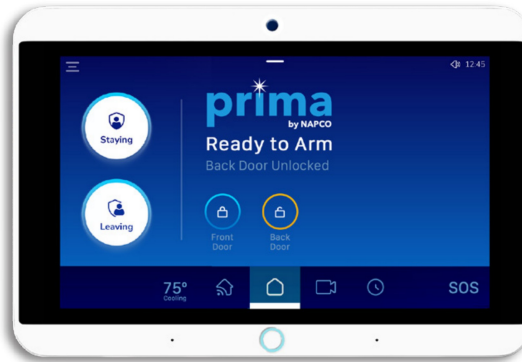 12:45
prima
by NAPCO
Staying
Ready to Arm
Back Door Unlocked
Leaving
Front
Door
Back
Door
75°
Cooling
SOS